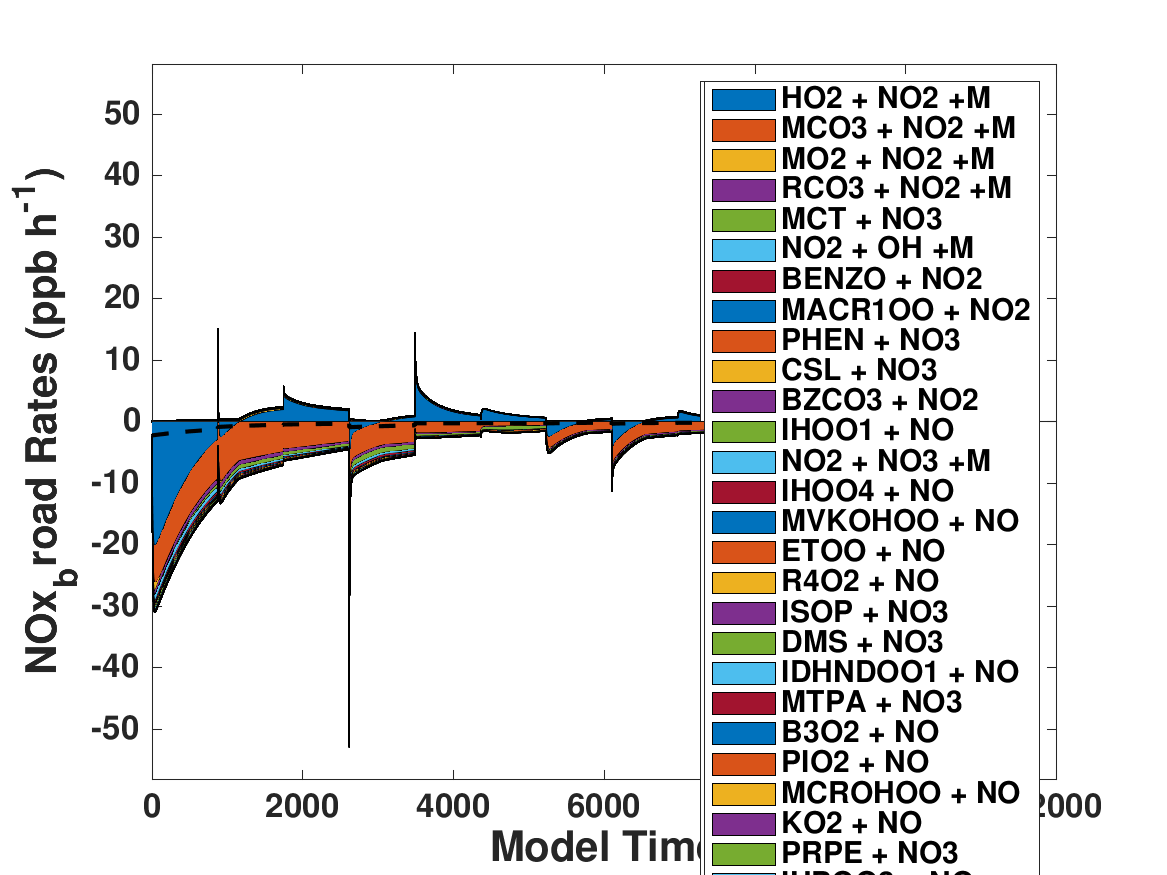 NOx_b road Rates (ppb h^-1)
50
40
30
20
10
0
-10
-20
-30
-40
-50
0 2000 4000 6000 2000
Model Time
HO2 + NO2 +M
MCO3 + NO2 +M
MO2 + NO2 +M
RCO3 + NO2 +M
MCT + NO3
NO2 + OH +M
BENZO + NO2
MACR1OO + NO2
PHEN + NO3
CSL + NO3
BZCO3 + NO2
IHOO1 + NO
NO2 + NO3 +M
IHOO4 + NO
MVKOHOO + NO
ETOO + NO
R4O2 + NO
ISOP + NO3
DMS + NO3
IDHNDOO1 + NO
MTPA + NO3
B3O2 + NO
PIO2 + NO
MCROHOO + NO
KO2 + NO
PRPE + NO3